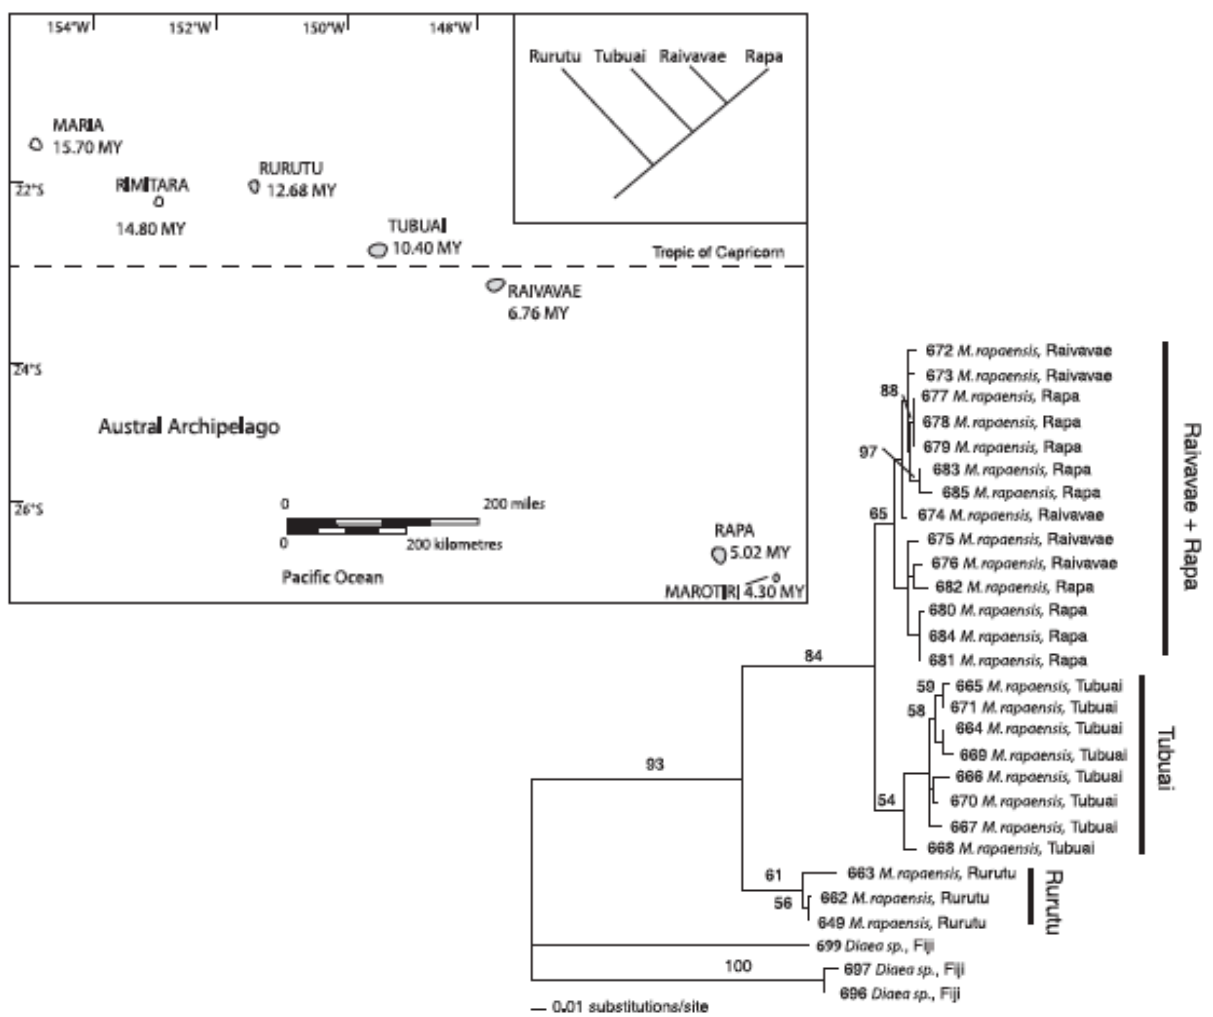 154°W 152°W 150°W 148°W
Rurutu Tubuai Raivavae Rapa
MARIA
15.70 MY
22°S
RIMITARA
14.80 MY
RURUTU
12.68 MY
TUBUAI
10.40 MY
Tropic of Capricorn
RAIVAVAE
6.76 MY
24°S
Austral Archipelago
26°S
0 200 miles
0 200 kilometres
Pacific Ocean
RAPA
5.02 MY
MAROTIRI 4.30 MY
672 M. rapaensis, Raivavae
673 M. rapaensis, Raivavae
88
677 M. rapaensis, Rapa
678 M. rapaensis, Rapa
679 M. rapaensis, Rapa
97
683 M. rapaensis, Rapa
685 M. rapaensis, Rapa
65
674 M. rapaensis, Raivavae
675 M. rapaensis, Raivavae
676 M. rapaensis, Raivavae
682 M. rapaensis, Rapa
680 M. rapaensis, Rapa
684 M. rapaensis, Rapa
681 M. rapaensis, Rapa
Raivavae + Rapa
84
59
665 M. rapaensis, Tubuai
58
671 M. rapaensis, Tubuai
664 M. rapaensis, Tubuai
669 M. rapaensis, Tubuai
666 M. rapaensis, Tubuai
54
670 M. rapaensis, Tubuai
667 M. rapaensis, Tubuai
668 M. rapaensis, Tubuai
Tubuai
93
61
663 M. rapaensis, Rurutu
56
662 M. rapaensis, Rurutu
649 M. rapaensis, Rurutu
Rurutu
699 Diaea sp., Fiji
100
697 Diaea sp., Fiji
696 Diaea sp., Fiji
0.01 substitutions/site